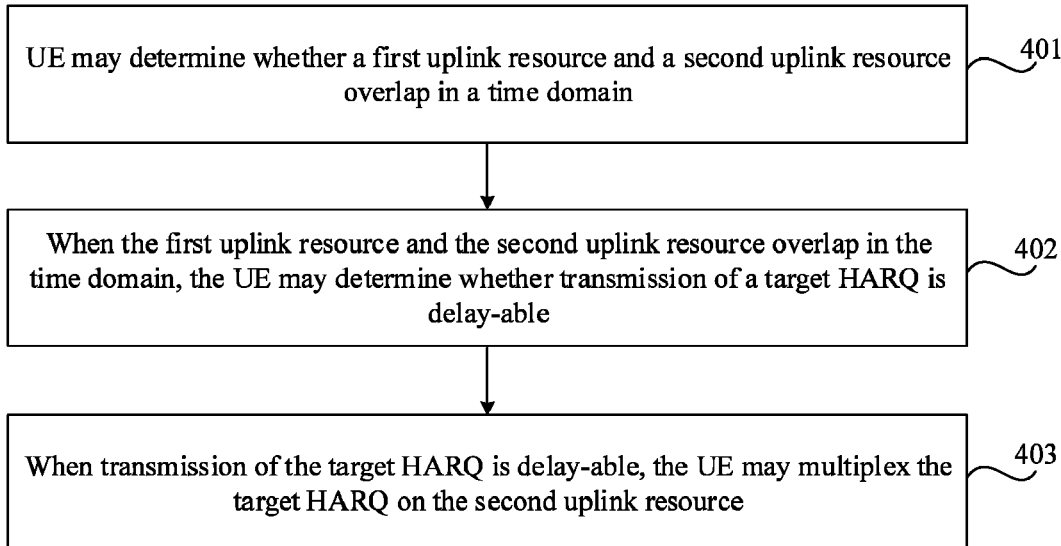 UE may determine whether a first uplink resource and a second uplink resource
overlap in a time domain
401
When the first uplink resource and the second uplink resource overlap in the
time domain, the UE may determine whether transmission of a target HARQ is
delay-able
402
When transmission of the target HARQ is delay-able, the UE may multiplex the
target HARQ on the second uplink resource
403